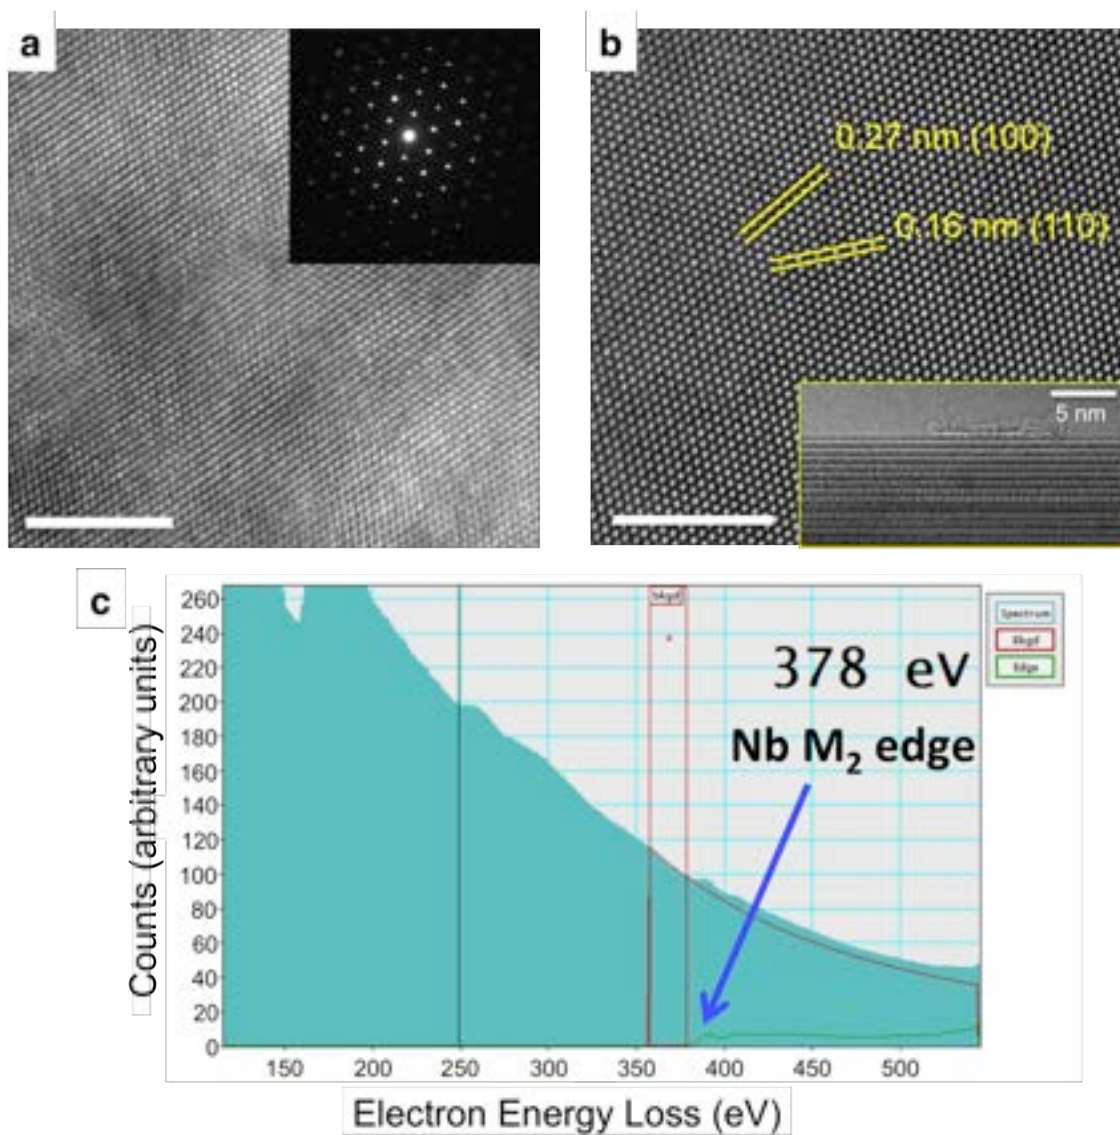 a
b
0.27 nm (100)
0.16 nm (110)
5 nm
c
260
240
220
200
180
160
140
120
100
80
60
40
20
0
Counts (arbitrary units)
bkgd
378 eV
Nb M₂ edge
Spectrum
Bkgd
Edge
150 200 250 300 350 400 450 500
Electron Energy Loss (eV)